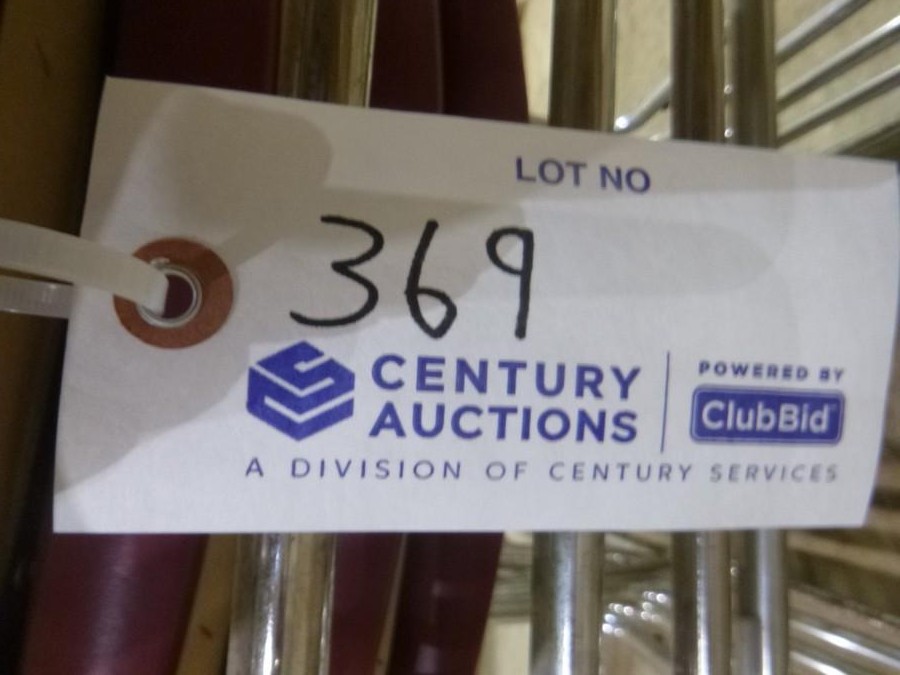 LOT NO
369
CENTURY
AUCTIONS
POWERED BY
ClubBid
A DIVISION OF CENTURY SERVICES